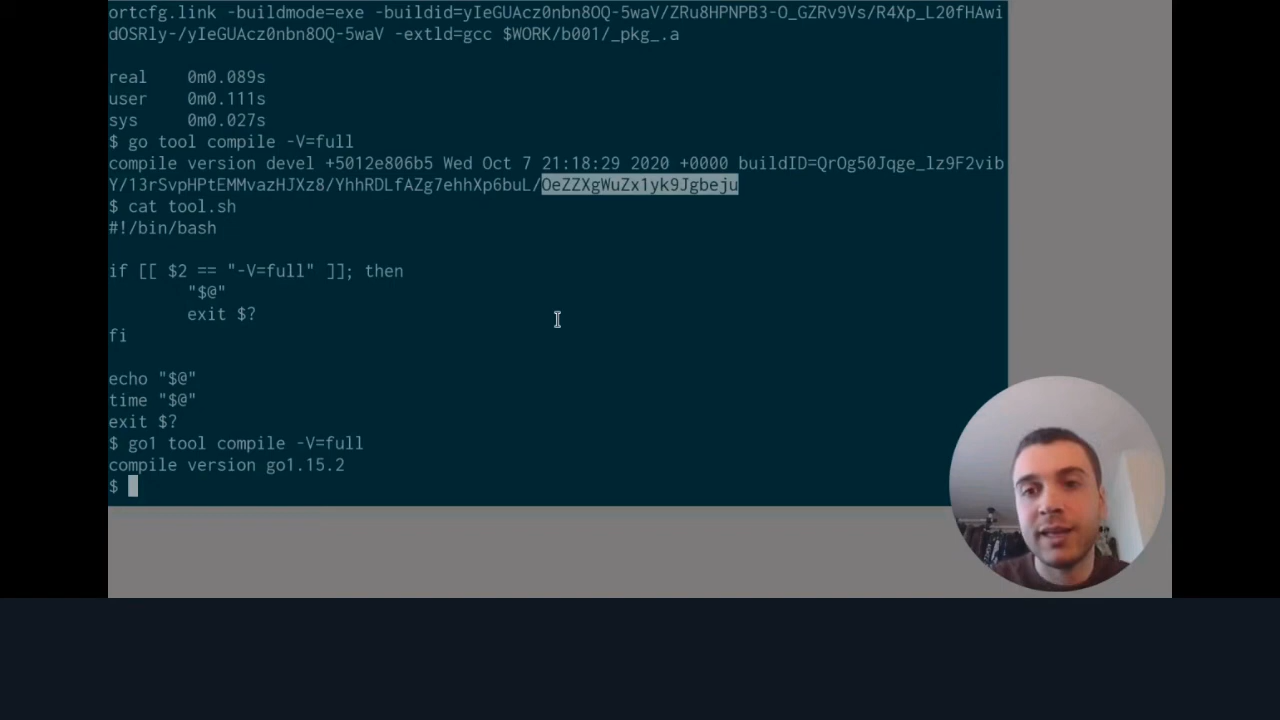 ortcfg.link -buildmode=exe -buildid=yIeGUAcz0nbn8OQ-5waV/ZRu8HPNPB3-O_GZRv9Vs/R4Xp_L20fHAwi
dOSRly-/yIeGUAcz0nbn8OQ-5waV -extld=gcc $WORK/b001/_pkg_.a
real 0m0.089s
user 0m0.111s
sys 0m0.027s
$ go tool compile -V=full
compile version devel +5012e806b5 Wed Oct 7 21:18:29 2020 +0000 buildID=QrOg50Jqge_lz9F2vib
Y/13rSvpHPtEMMvazHJXz8/YhhRDLfAZg7ehhXp6buL/OeZZXgWuZx1yk9Jgbeju
$ cat tool.sh
#!/bin/bash
if [[ $2 == "-V=full" ]]; then
"$@"
exit $?
fi
echo "$@"
time "$@"
exit $?
$ go1 tool compile -V=full
compile version go1.15.2
$